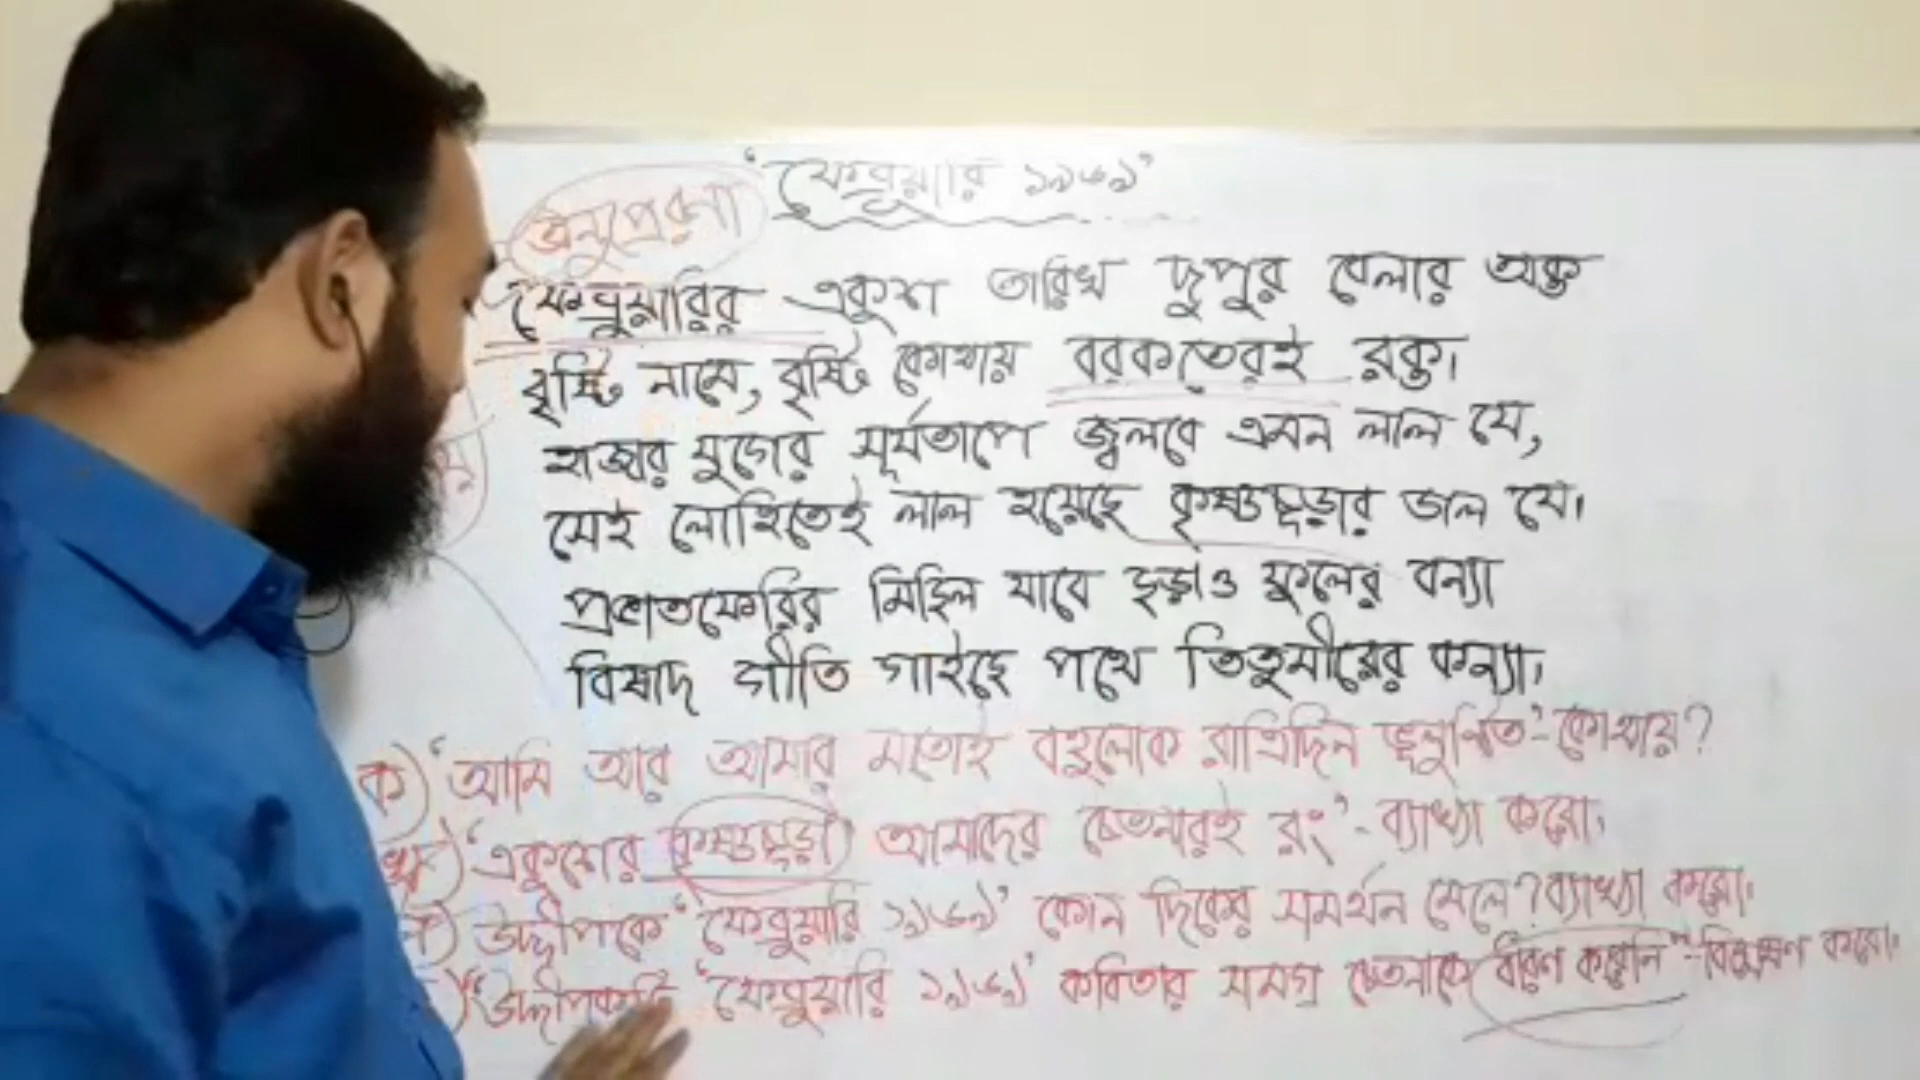 'ফেব্রুয়ারি ১৯৬৯'
অনুপ্রেরণা
ফেব্রুয়ারির একুশ তারিখ দুপুর বেলার অক্ত
বৃষ্টি নামে, বৃষ্টি কোথায় বরকতেরই রক্ত।
হাজার যুগের সূর্যতাপে জ্বলবে এমন লাল যে,
সেই লোহিতেই লাল হয়েছে কৃষ্ণচূড়ার ডাল যে।
প্রভাতফেরির মিছিল যাবে ছড়াও ফুলের বন্যা
বিষাদ গীতি গাইছে পথে তিতুমীরের কন্যা।
ক) 'আমি আর আমার মতোই বহুলোক রাত্রিদিন ভূলুণ্ঠিত'- কোথায়?
খ) 'একুশের কৃষ্ণচূড়া আমাদের চেতনারই রং'- ব্যাখ্যা করো।
গ) উদ্দীপকে 'ফেব্রুয়ারি ১৯৬৯' কোন দিকের সমর্থন মেলে? ব্যাখ্যা করো।
"উদ্দীপকটি 'ফেব্রুয়ারি ১৯৬৯' কবিতার সমগ্র চেতনাকে ধারণ করেনি"- বিশ্লেষণ করো।